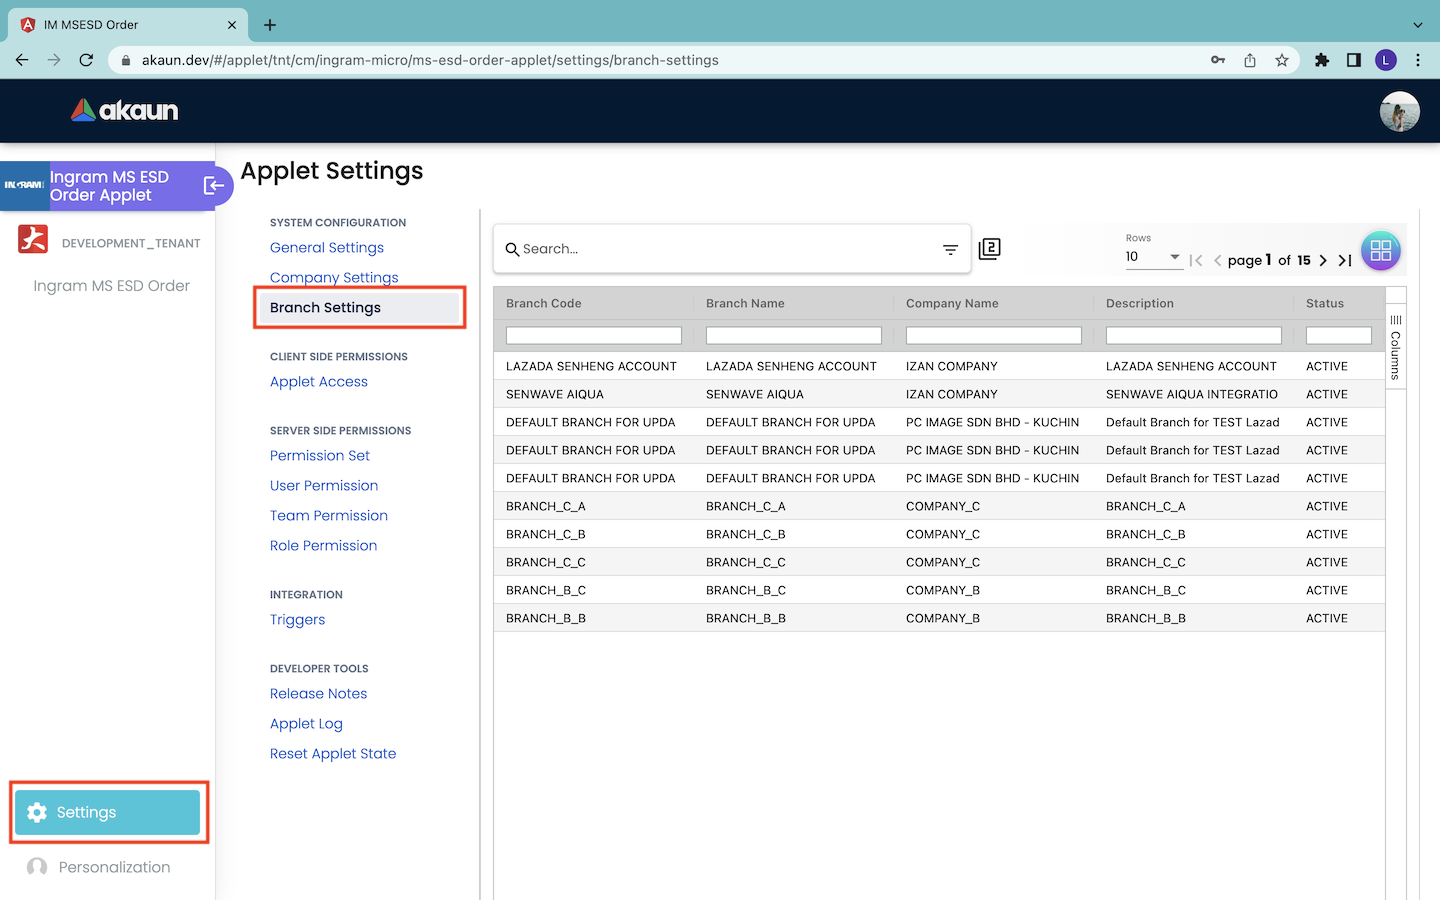 IM MSESD Order
akaun.dev/#/applet/tnt/cm/ingram-micro/ms-esd-order-applet/settings/branch-settings
L
akaun
INGRAM
Ingram MS ESD
Order Applet
DEVELOPMENT_TENANT
Ingram MS ESD Order
Settings
Personalization
Applet Settings
SYSTEM CONFIGURATION
General Settings
Company Settings
Branch Settings
CLIENT SIDE PERMISSIONS
Applet Access
SERVER SIDE PERMISSIONS
Permission Set
User Permission
Team Permission
Role Permission
INTEGRATION
Triggers
DEVELOPER TOOLS
Release Notes
Applet Log
Reset Applet State
Search...
2
Rows
10
page 1 of 15
Branch Code Branch Name Company Name Description Status
LAZADA SENHENG ACCOUNT LAZADA SENHENG ACCOUNT IZAN COMPANY LAZADA SENHENG ACCOUNT ACTIVE
SENWAVE AIQUA SENWAVE AIQUA IZAN COMPANY SENWAVE AIQUA INTEGRATIO ACTIVE
DEFAULT BRANCH FOR UPDA DEFAULT BRANCH FOR UPDA PC IMAGE SDN BHD - KUCHIN Default Branch for TEST Lazad ACTIVE
DEFAULT BRANCH FOR UPDA DEFAULT BRANCH FOR UPDA PC IMAGE SDN BHD - KUCHIN Default Branch for TEST Lazad ACTIVE
DEFAULT BRANCH FOR UPDA DEFAULT BRANCH FOR UPDA PC IMAGE SDN BHD - KUCHIN Default Branch for TEST Lazad ACTIVE
BRANCH_C_A BRANCH_C_A COMPANY_C BRANCH_C_A ACTIVE
BRANCH_C_B BRANCH_C_B COMPANY_C BRANCH_C_B ACTIVE
BRANCH_C_C BRANCH_C_C COMPANY_C BRANCH_C_C ACTIVE
BRANCH_B_C BRANCH_B_C COMPANY_B BRANCH_B_C ACTIVE
BRANCH_B_B BRANCH_B_B COMPANY_B BRANCH_B_B ACTIVE
Columns